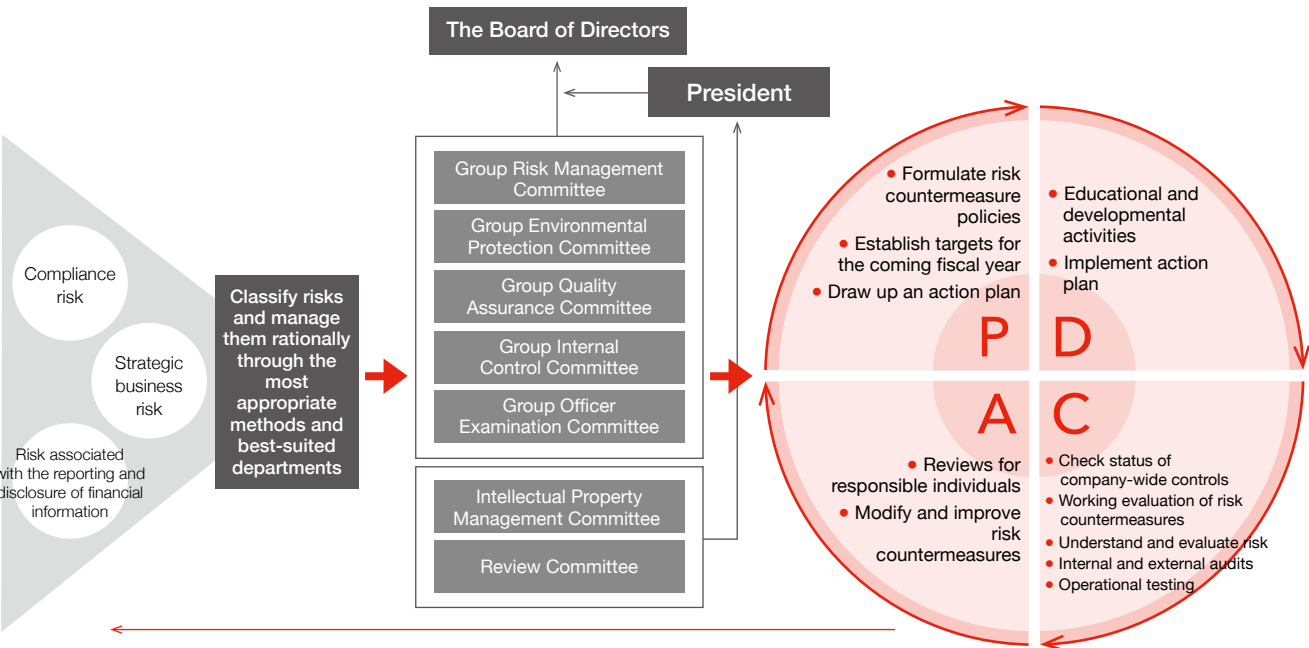 The Board of Directors
President
Compliance
risk
Strategic
business
risk
Risk associated
with the reporting and
disclosure of financial
information
Classify risks
and manage
them rationally
through the
most
appropriate
methods and
best-suited
departments
Group Risk Management
Committee
Group Environmental
Protection Committee
Group Quality
Assurance Committee
Group Internal
Control Committee
Group Officer
Examination Committee
Intellectual Property
Management Committee
Review Committee
• Formulate risk
countermeasure
policies
• Establish targets for
the coming fiscal year
• Draw up an action plan
P
• Educational and
developmental
activities
• Implement action
plan
D
A
• Reviews for
responsible individuals
• Modify and improve
risk
countermeasures
C
• Check status of
company-wide controls
• Working evaluation of risk
countermeasures
• Understand and evaluate risk
• Internal and external audits
• Operational testing